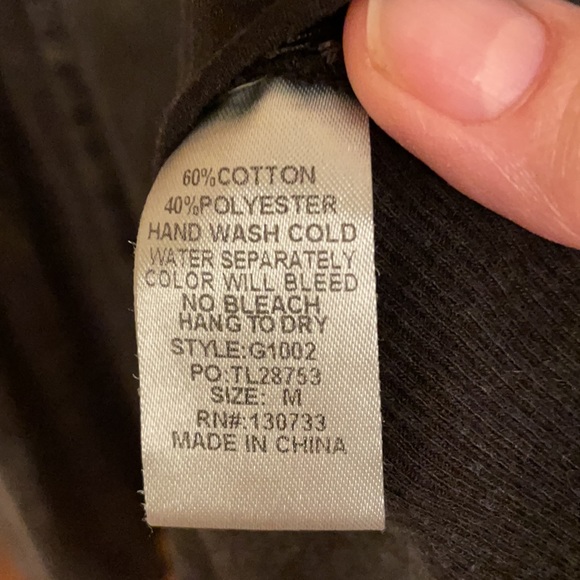 60%COTTON
40%POLYESTER
HAND WASH COLD
WATER SEPARATELY
COLOR WILL BLEED
NO BLEACH
HANG TO DRY
STYLE:G1002
PO:TL28753
SIZE: M
RN#:130733
MADE IN CHINA